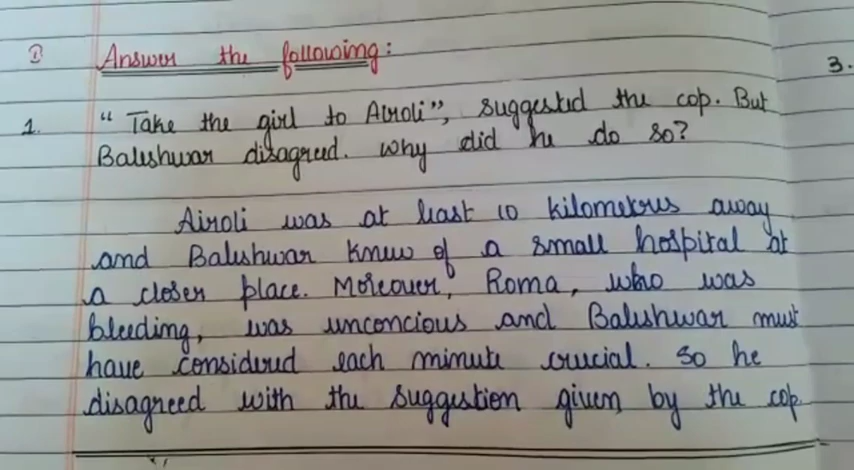 ① Answer the following:
3.
1. "Take the girl to Airoli", suggested the cop. But
Baleshwar disagreed. Why did he do so?
Airoli was at least 10 kilometres away
and Baleshwar knew of a small hospital at
a closer place. Moreover, Roma, who was
bleeding, was unconcious and Baleshwar must
have considered each minute crucial. So he
disagreed with the suggestion given by the cop.